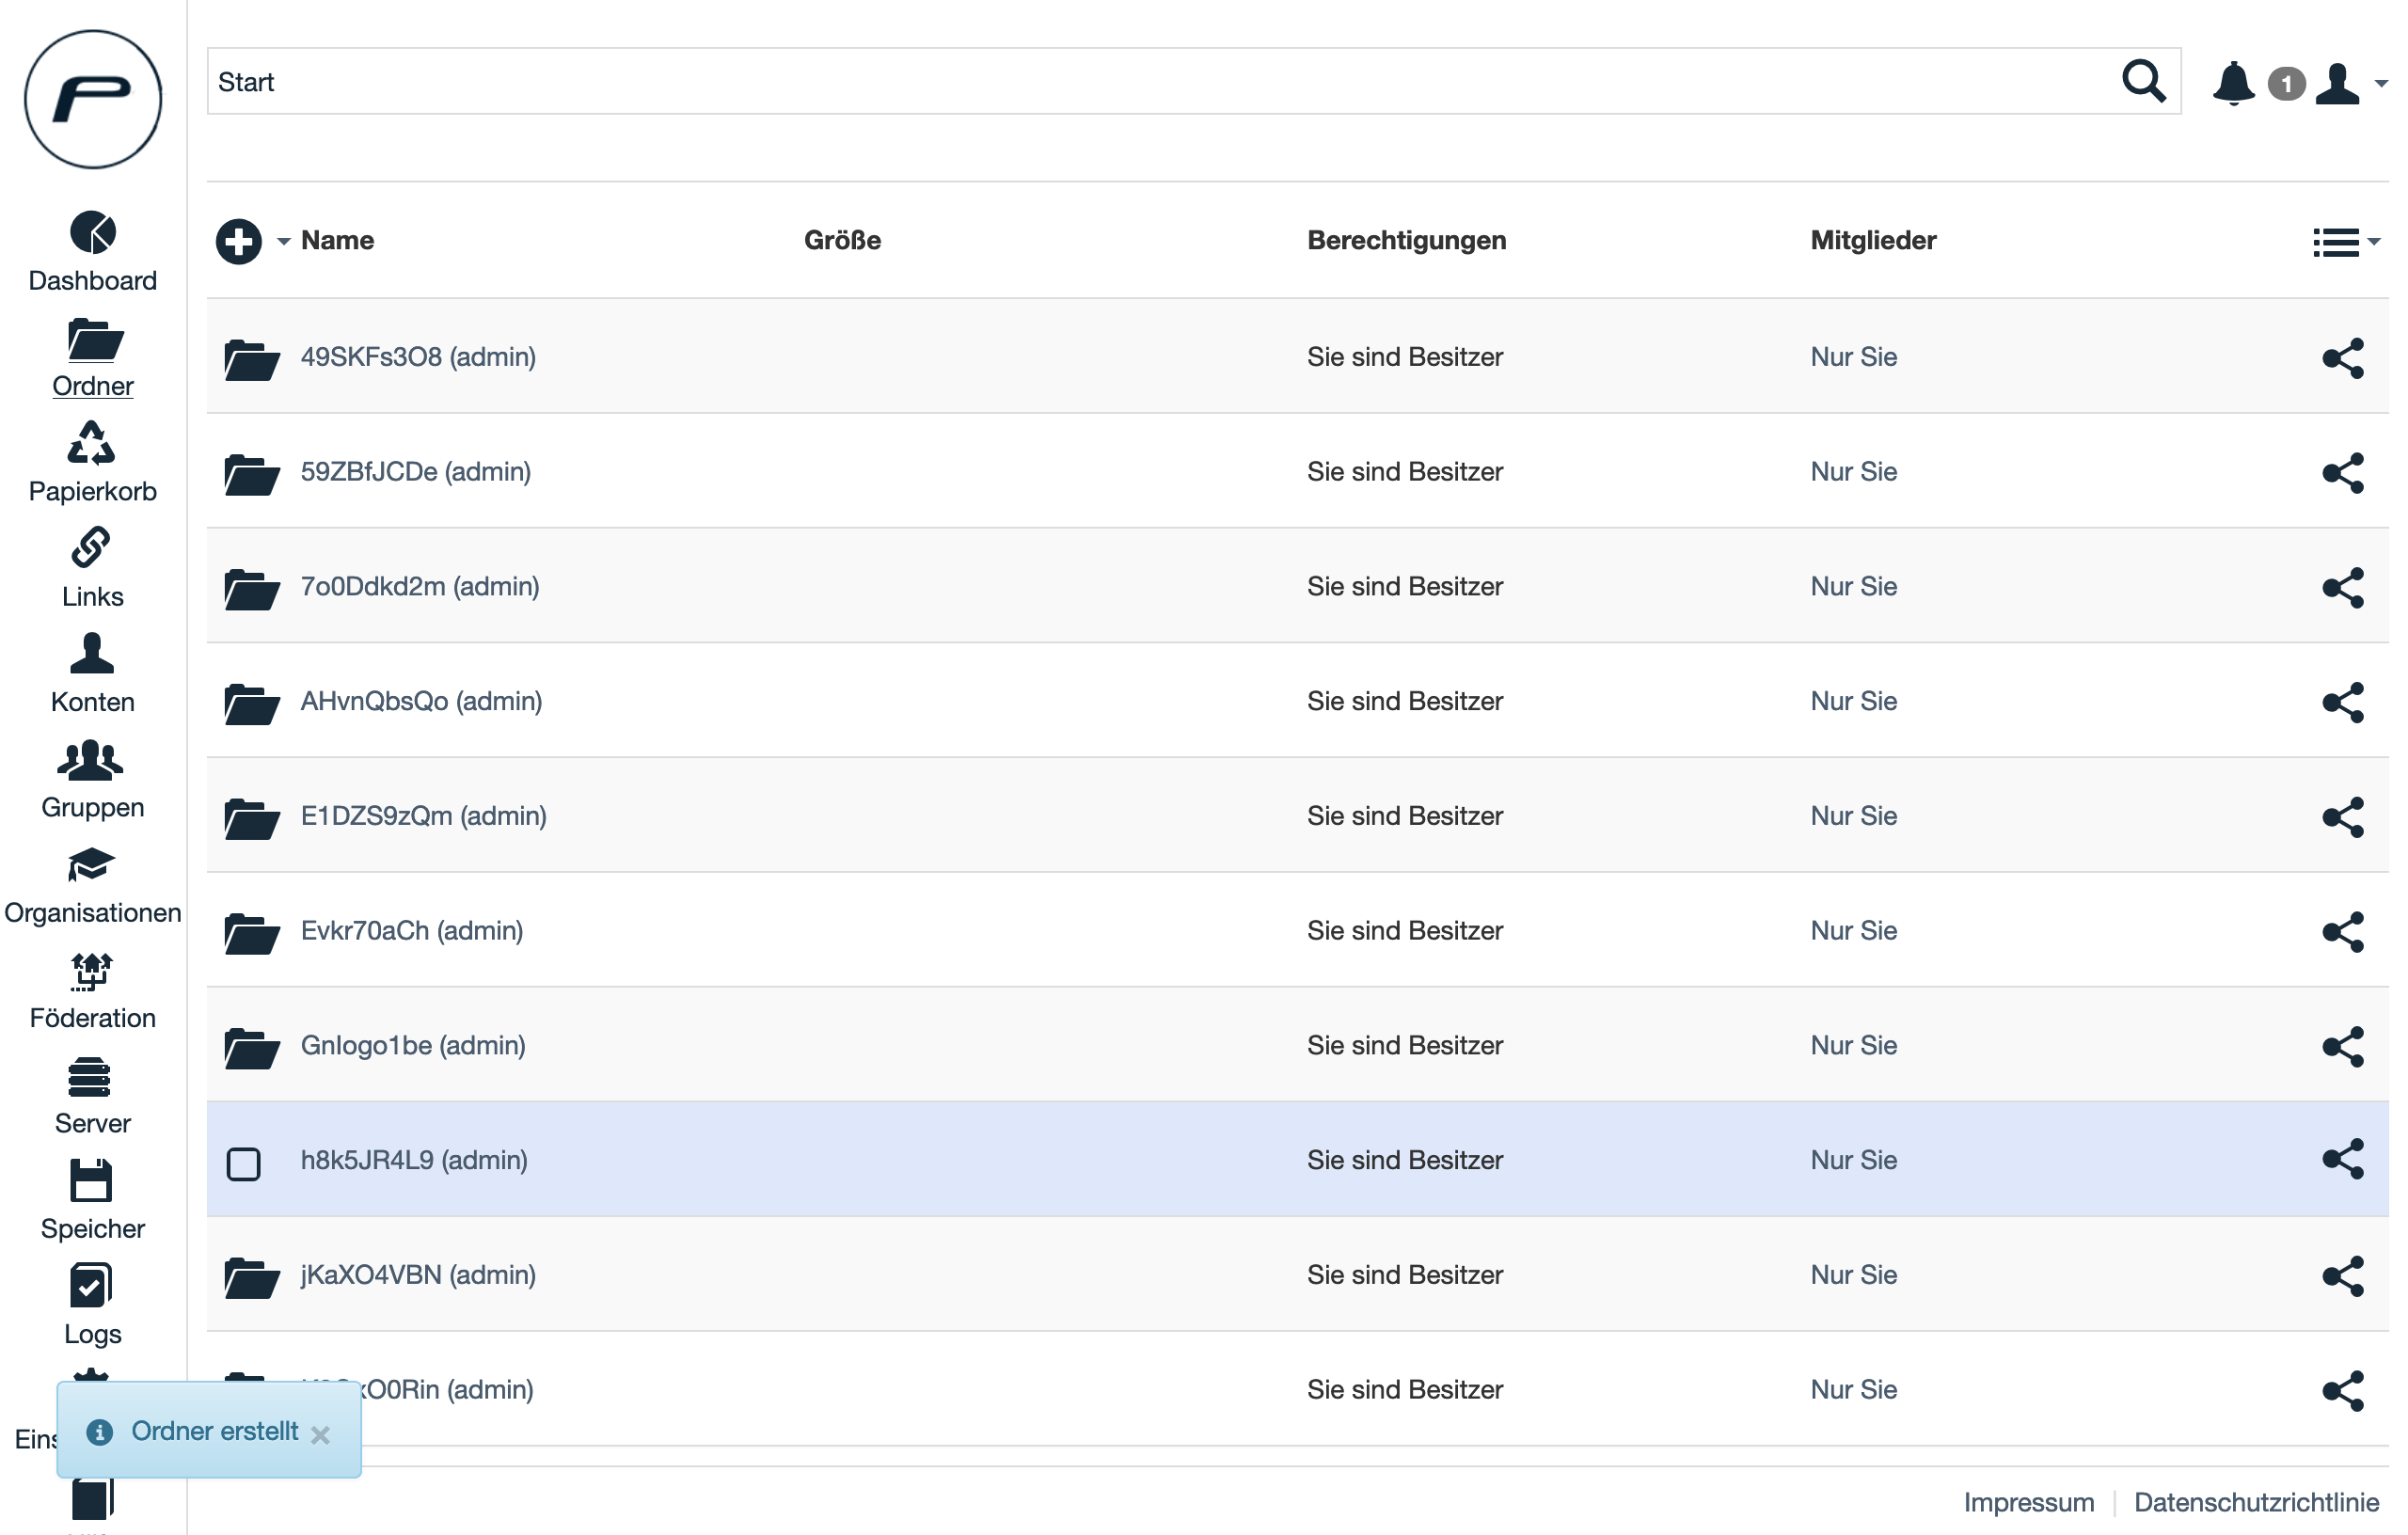 Start
1
Name Größe Berechtigungen Mitglieder
49SKFs3O8 (admin) Sie sind Besitzer Nur Sie
59ZBfJCDe (admin) Sie sind Besitzer Nur Sie
7o0Ddkd2m (admin) Sie sind Besitzer Nur Sie
AHvnQbsQo (admin) Sie sind Besitzer Nur Sie
E1DZS9zQm (admin) Sie sind Besitzer Nur Sie
Evkr70aCh (admin) Sie sind Besitzer Nur Sie
Gnlogo1be (admin) Sie sind Besitzer Nur Sie
h8k5JR4L9 (admin) Sie sind Besitzer Nur Sie
jKaXO4VBN (admin) Sie sind Besitzer Nur Sie
(admin) Sie sind Besitzer Nur Sie
Dashboard
Ordner
Papierkorb
Links
Konten
Gruppen
Organisationen
Föderation
Server
Speicher
Logs
Ordner erstellt
Impressum Datenschutzrichtlinie